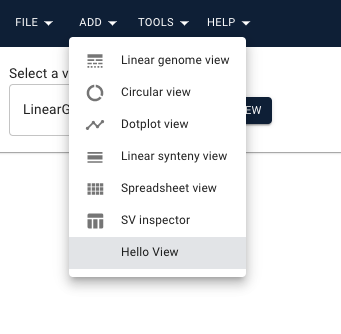 FILE ADD TOOLS HELP
Select a v
LinearG
EW
Linear genome view
Circular view
Dotplot view
Linear synteny view
Spreadsheet view
SV inspector
Hello View